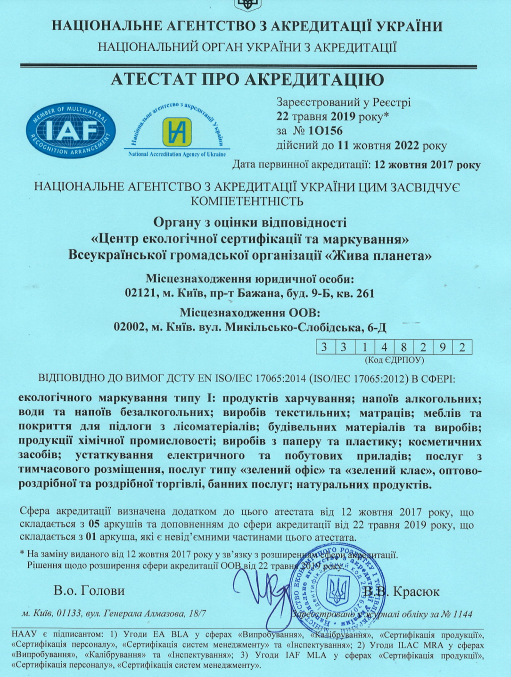 НАЦІОНАЛЬНЕ АГЕНТСТВО З АКРЕДИТАЦІЇ УКРАЇНИ
НАЦІОНАЛЬНИЙ ОРГАН УКРАЇНИ З АКРЕДИТАЦІЇ
АТЕСТАТ ПРО АКРЕДИТАЦІЮ
MEMBER OF MULTILATERAL
IAF
RECOGNITION ARRANGEMENT
Національне агентство з акредитації України
National Accreditation Agency of Ukraine
Зареєстрований у Реєстрі
22 травня 2019 року*
за № 1О156
дійсний до 11 жовтня 2022 року
Дата первинної акредитації: 12 жовтня 2017 року
НАЦІОНАЛЬНЕ АГЕНТСТВО З АКРЕДИТАЦІЇ УКРАЇНИ ЦИМ ЗАСВІДЧУЄ
КОМПЕТЕНТНІСТЬ
Органу з оцінки відповідності
«Центр екологічної сертифікації та маркування»
Всеукраїнської громадської організації «Жива планета»
Місцезнаходження юридичної особи:
02121, м. Київ, пр-т Бажана, буд. 9-Б, кв. 261
Місцезнаходження ООВ:
02002, м. Київ. вул. Микільсько-Слобідська, 6-Д
3 3 1 4 8 2 9 2
(Код ЄДРПОУ)
ВІДПОВІДНО ДО ВИМОГ ДСТУ EN ISO/IEC 17065:2014 (ISO/IEC 17065:2012) В СФЕРІ:
екологічного маркування типу І: продуктів харчування; напоїв алкогольних;
води та напоїв безалкогольних; виробів текстильних; матраців; меблів та
покриття для підлоги з лісоматеріалів; будівельних матеріалів та виробів;
продукції хімічної промисловості; виробів з паперу та пластику; косметичних
засобів; устаткування електричного та побутових приладів; послуг з
тимчасового розміщення, послуг типу «зелений офіс» та «зелений клас», оптово-
роздрібної та роздрібної торгівлі, банних послуг; натуральних продуктів.
Сфера акредитації визначена додатком до цього атестата від 12 жовтня 2017 року, що
складається з 05 аркушів та доповненням до сфери акредитації від 22 травня 2019 року, що
складається з 01 аркуша, які є невід’ємними частинами цього атестата.
* На заміну виданого від 12 жовтня 2017 року у зв’язку з розширенням сфери акредитації.
Рішення щодо розширення сфери акредитації ООВ від 22 травня 2019 року
В.о. Голови
В.В. Красюк
м. Київ, 01133, вул. Генерала Алмазова, 18/7
Зареєстровано в журналі обліку за № 1144
НААУ є підписантом: 1) Угоди EA BLA у сферах «Випробування», «Калібрування», «Сертифікація продукції»,
«Сертифікація персоналу», «Сертифікація систем менеджменту» та «Інспектування»; 2) Угоди ILAC MRA у сферах
«Випробування», «Калібрування» та «Інспектування»; 3) Угоди IAF MLA у сферах «Сертифікація продукції»,
«Сертифікація персоналу», «Сертифікація систем менеджменту».